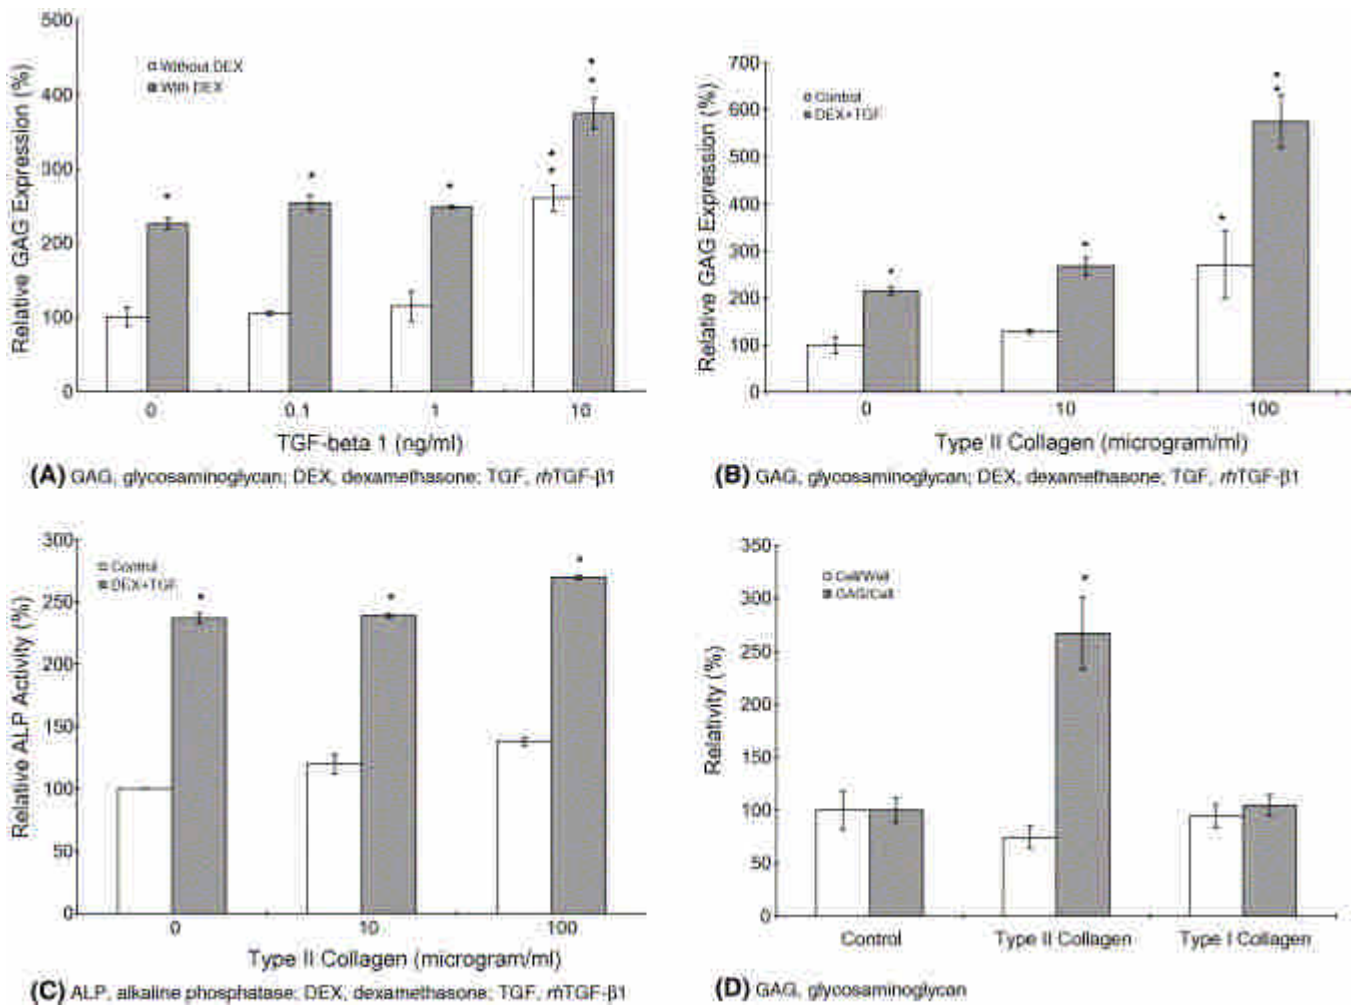 500
400
300
200
100
0
Relative GAG Expression (%)
Without DEX
With DEX
0 0.1 1 10
TGF-beta 1 (ng/ml)
(A) GAG, glycosaminoglycan; DEX, dexamethasone; TGF, rhTGF-β1
700
600
500
400
300
200
100
0
Relative GAG Expression (%)
Control
DEX+TGF
0 10 100
Type II Collagen (microgram/ml)
(B) GAG, glycosaminoglycan; DEX, dexamethasone; TGF, rhTGF-β1
300
250
200
150
100
50
0
Relative ALP Activity (%)
Control
DEX+TGF
0 10 100
Type II Collagen (microgram/ml)
(C) ALP, alkaline phosphatase; DEX, dexamethasone; TGF, rhTGF-β1
350
300
250
200
150
100
50
0
Relativity (%)
Cell/Well
GAG/Cell
Control Type II Collagen Type I Collagen
(D) GAG, glycosaminoglycan